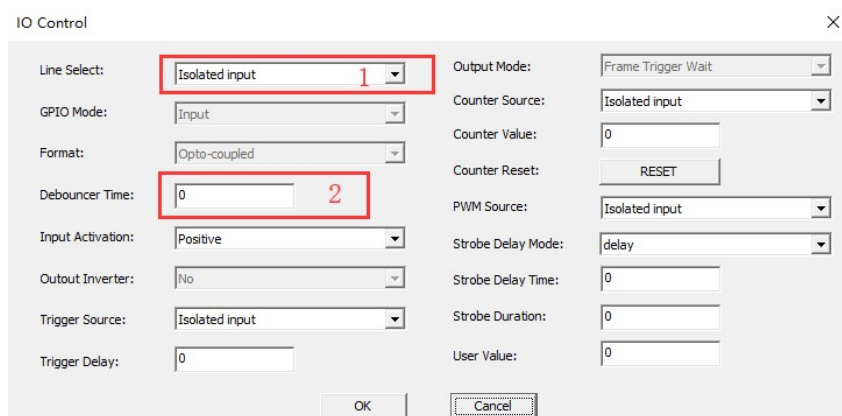 IO Control
Line Select: Isolated input 1
GPIO Mode: Input
Format: Opto-coupled
Debouncer Time: 0 2
Input Activation: Positive
Outout Inverter: No
Trigger Source: Isolated input
Trigger Delay: 0
Output Mode: Frame Trigger Wait
Counter Source: Isolated input
Counter Value: 0
Counter Reset: RESET
PWM Source: Isolated input
Strobe Delay Mode: delay
Strobe Delay Time: 0
Strobe Duration: 0
User Value: 0
OK Cancel